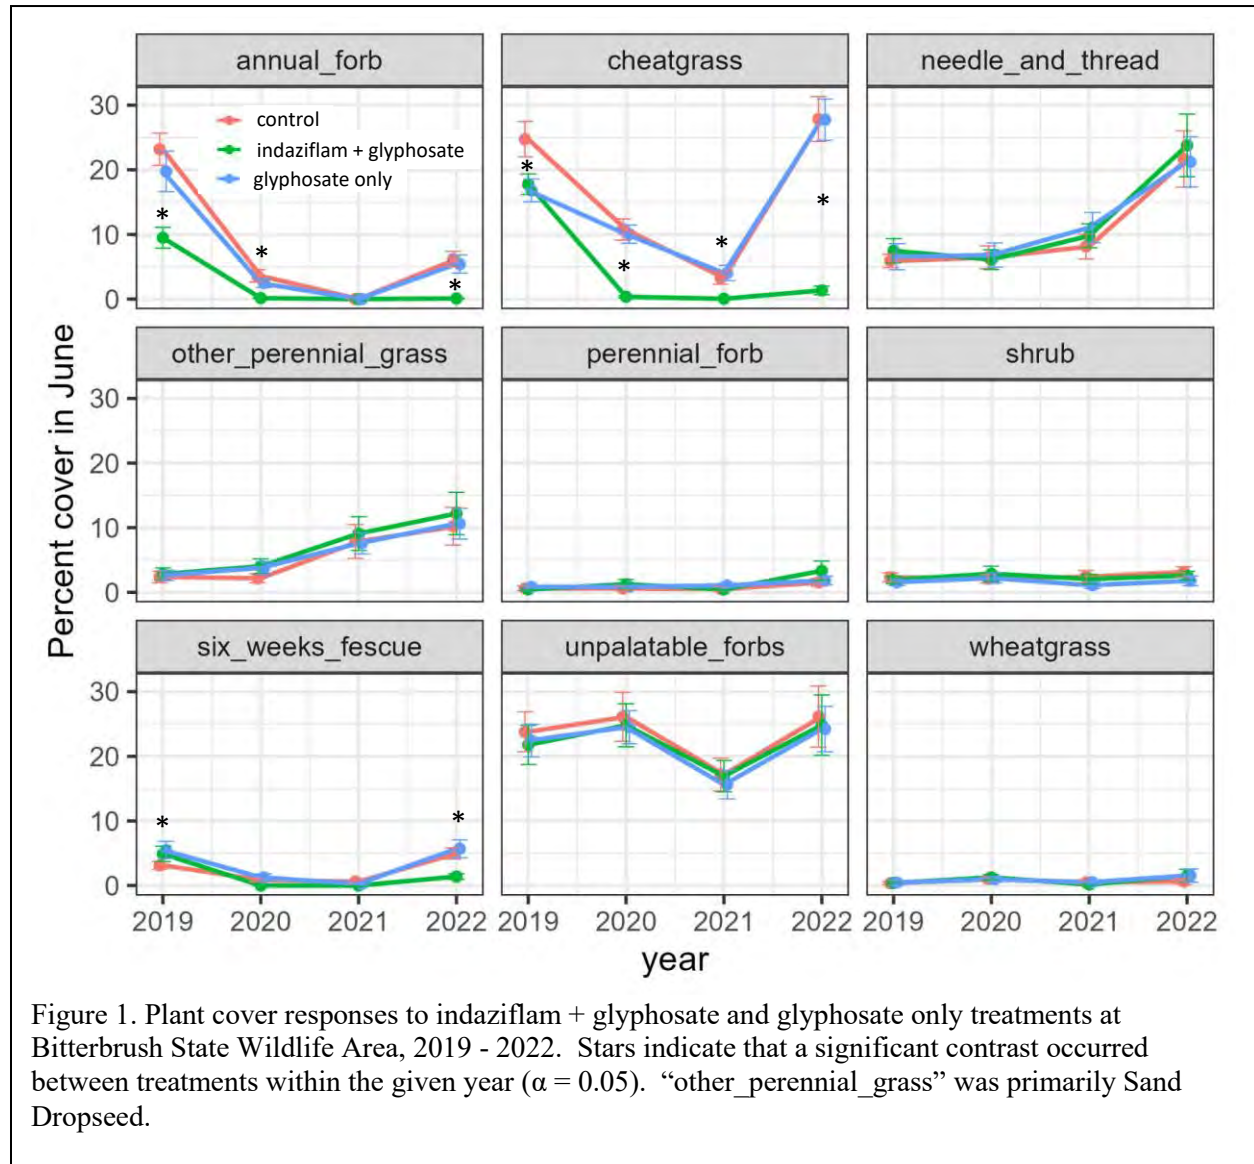 annual_forb cheatgrass needle_and_thread
control
indaziflam + glyphosate
glyphosate only
30
20
10
0
* * *
* * * * *
other_perennial_grass perennial_forb shrub
30
20
10
0
six_weeks_fescue unpalatable_forbs wheatgrass
30
20
10
0
* *
Percent cover in June
2019 2020 2021 2022 2019 2020 2021 2022 2019 2020 2021 2022
year
Figure 1. Plant cover responses to indaziflam + glyphosate and glyphosate only treatments at
Bitterbrush State Wildlife Area, 2019 - 2022.  Stars indicate that a significant contrast occurred
between treatments within the given year (α = 0.05).  “other_perennial_grass” was primarily Sand
Dropseed.